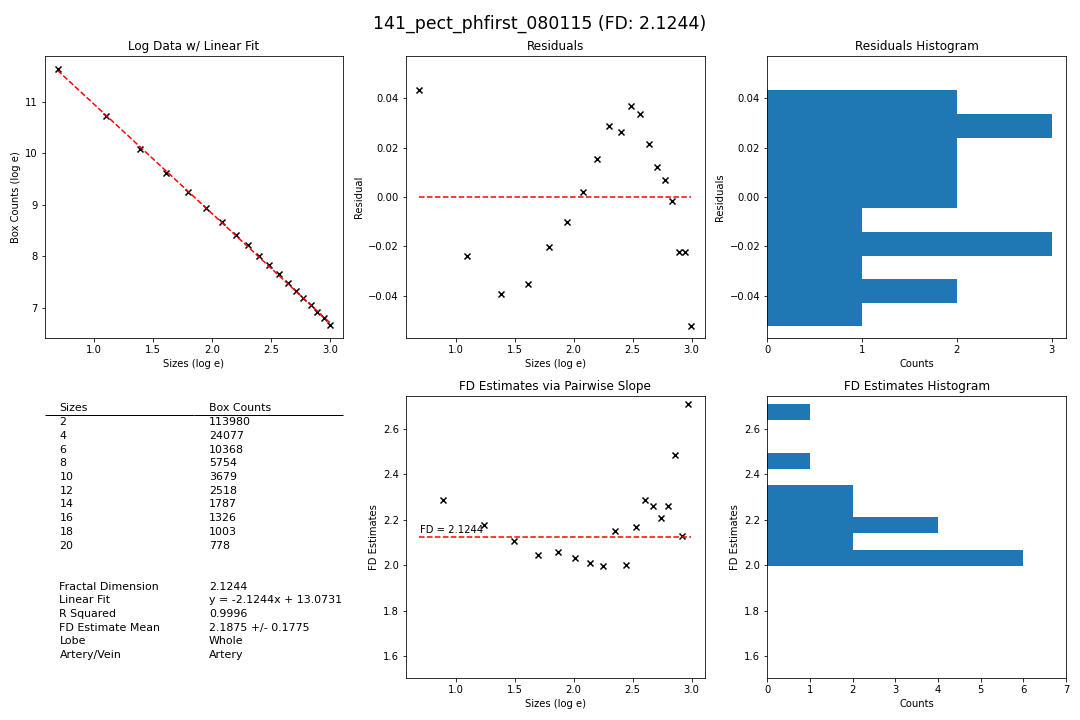 141_pect_phfirst_080115 (FD: 2.1244)
Log Data w/ Linear Fit
Box Counts (log e)
11
10
9
8
7
1.0 1.5 2.0 2.5 3.0
Sizes (log e)
Residuals
Residual
0.04
0.02
0.00
−0.02
−0.04
1.0 1.5 2.0 2.5 3.0
Sizes (log e)
Residuals Histogram
Residuals
0.04
0.02
0.00
−0.02
−0.04
0 1 2 3
Counts
Sizes Box Counts
2 113980
4 24077
6 10368
8 5754
10 3679
12 2518
14 1787
16 1326
18 1003
20 778
Fractal Dimension 2.1244
Linear Fit y = -2.1244x + 13.0731
R Squared 0.9996
FD Estimate Mean 2.1875 +/- 0.1775
Lobe Whole
Artery/Vein Artery
FD Estimates via Pairwise Slope
FD Estimates
2.6
2.4
2.2
2.0
1.8
1.6
FD = 2.1244
1.0 1.5 2.0 2.5 3.0
Sizes (log e)
FD Estimates Histogram
FD Estimates
2.6
2.4
2.2
2.0
1.8
1.6
0 1 2 3 4 5 6 7
Counts